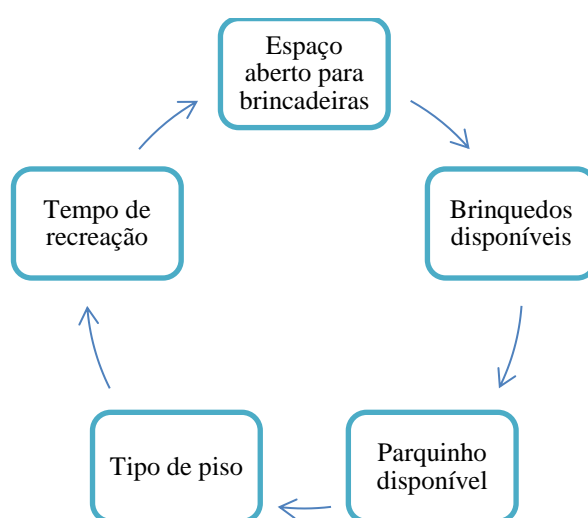 Espaço
aberto para
brincadeiras
Brinquedos
disponíveis
Parquinho
disponível
Tipo de piso
Tempo de
recreação